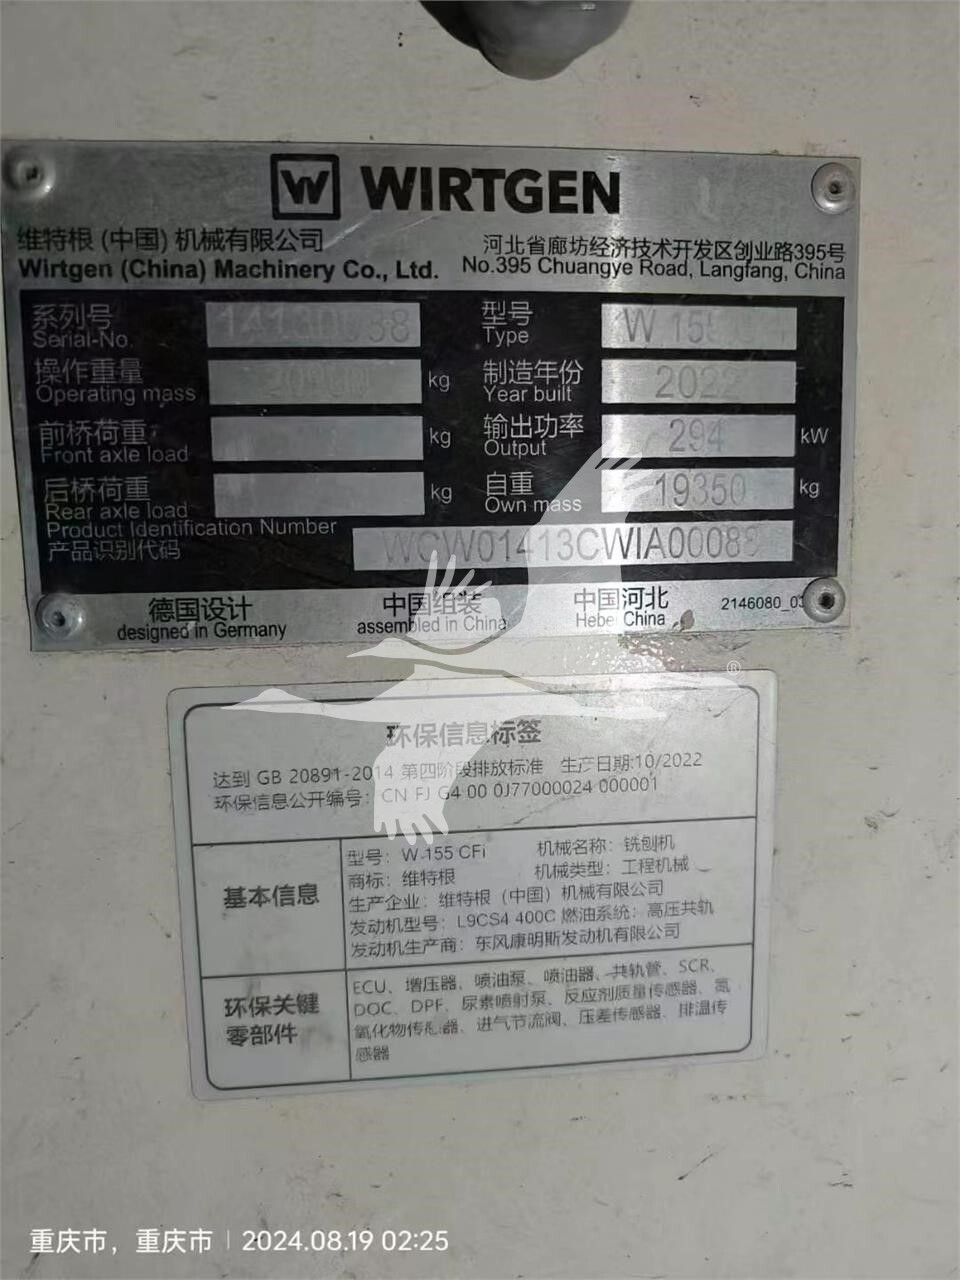 W WIRTGEN
维特根 (中国) 机械有限公司
河北省廊坊经济技术开发区创业路395号
Wirtgen (China) Machinery Co., Ltd.
No.395 Chuangye Road, Langfang, China
系列号
Serial-No.
型号 W 155
Type
操作重量
Operating mass kg
制造年份 2022
Year built
前桥荷重
Front axle load kg
输出功率 294 kW
Output
后桥荷重
Rear axle load kg
自重 19350 kg
Own mass
Product Identification Number
产品识别代码 WCW01413CWIA00088
德国设计
designed in Germany
中国组装
assembled in China
中国河北
Hebei China
2146080_03
®
环保信息标签
达到 GB 20891-2014 第四阶段排放标准 生产日期:10/2022
环保信息公开编号: CN FJ G4 00 0J77000024 000001
基本信息
型号: W 155 CFi 机械名称: 铣刨机
商标: 维特根 机械类型: 工程机械
生产企业: 维特根 (中国) 机械有限公司
发动机型号: L9CS4 400C 燃油系统: 高压共轨
发动机生产商: 东风康明斯发动机有限公司
环保关键
零部件
ECU、增压器、喷油泵、喷油器、共轨管、SCR、
DOC、DPF、尿素喷射泵、反应剂质量传感器、氮
氧化物传感器、进气节流阀、压差传感器、排温传
感器
重庆市, 重庆市 | 2024.08.19 02:25